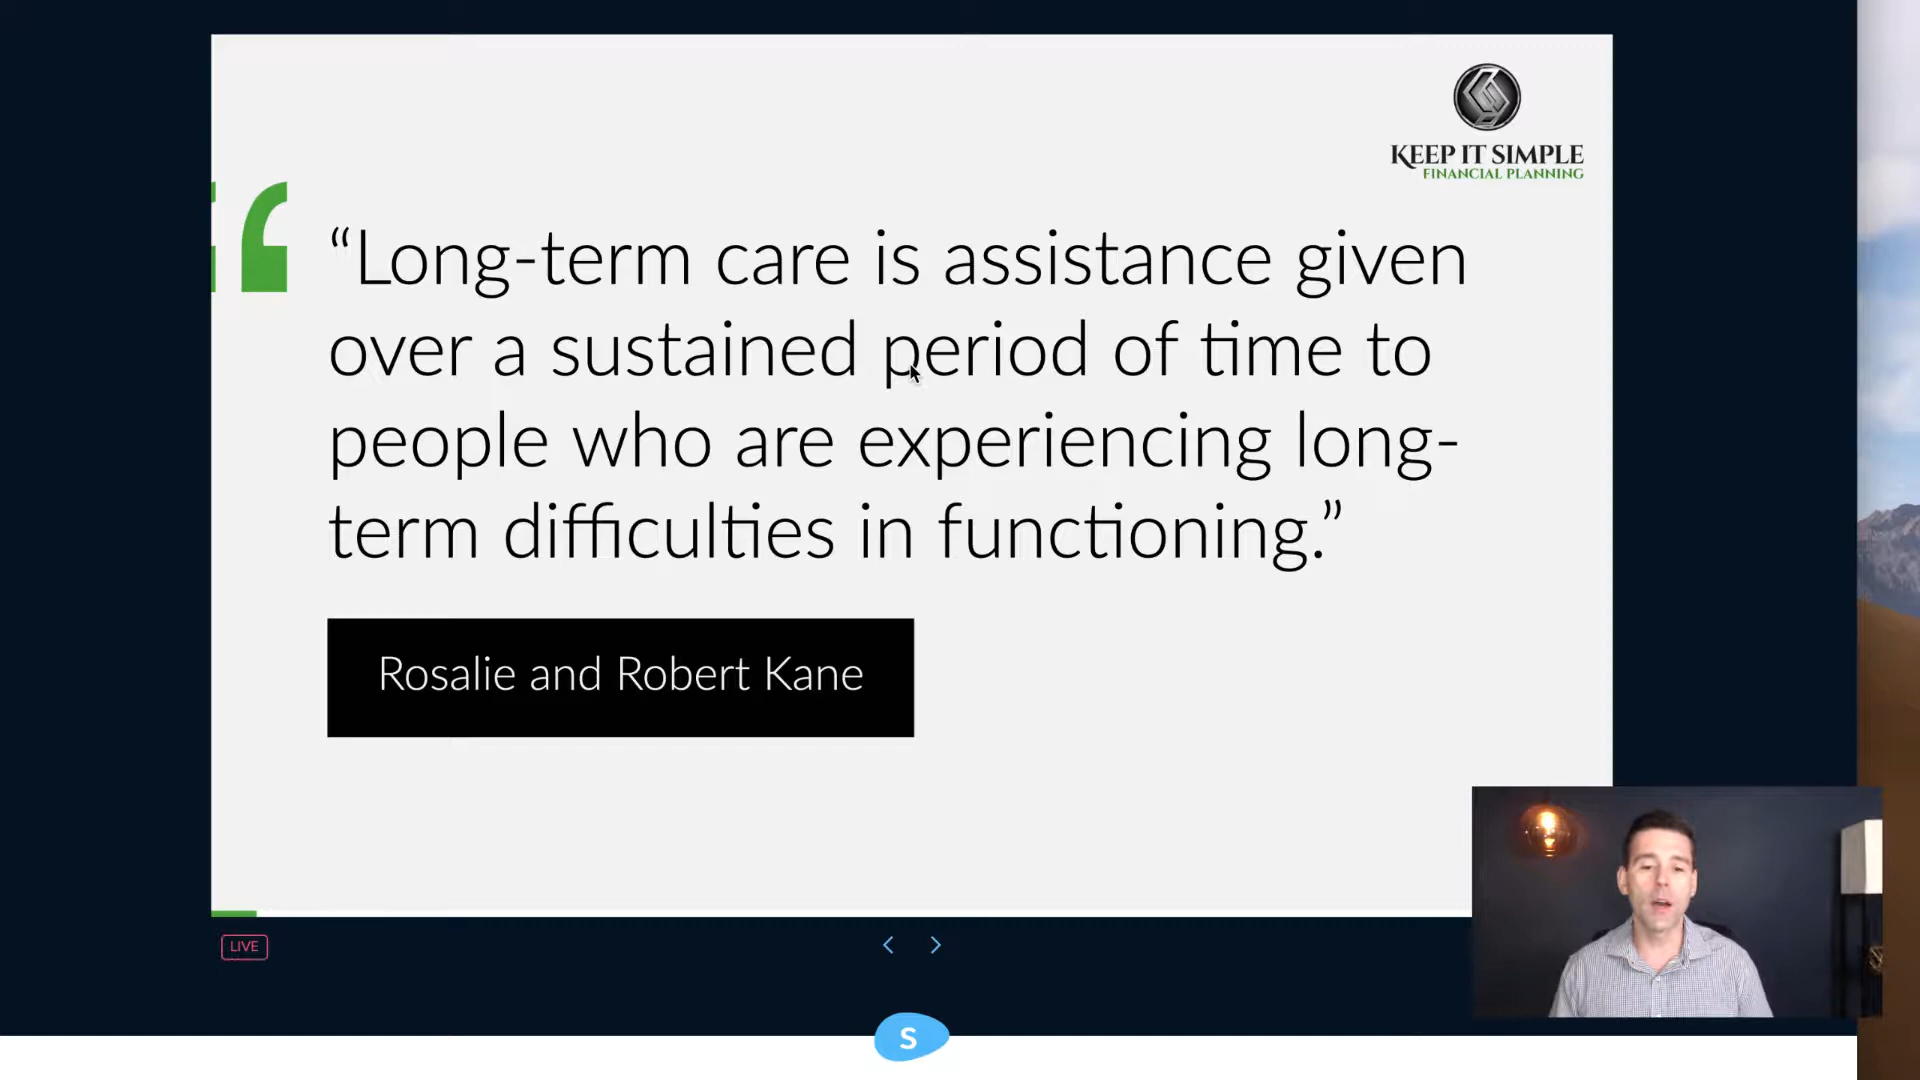 KEEP IT SIMPLE
FINANCIAL PLANNING
“Long-term care is assistance given
over a sustained period of time to
people who are experiencing long-
term difficulties in functioning.”
Rosalie and Robert Kane
LIVE
S